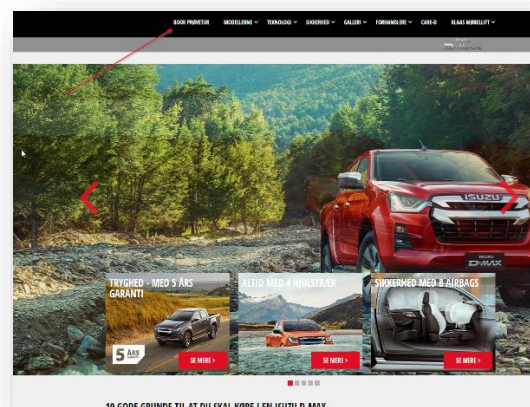 BOOK PRØVETUR MODELLERNE TEKNOLOGI SIKKERHED GALLERI FORHANDLERE CARE-D KLAAS MØBELLIFT
D-MAX
ISUZU
D-MAX
TRYGHED - MED 5 ÅRS
GARANTI
5 ÅRS
SE MERE >
ALTID MED 4 HJULSTRÆK
SE MERE >
SIKKERHED MED 8 AIRBAGS
SE MERE >
10 GODE GRUNDE TIL AT DU SKAL KØRE I EN ISUZU D-MAX